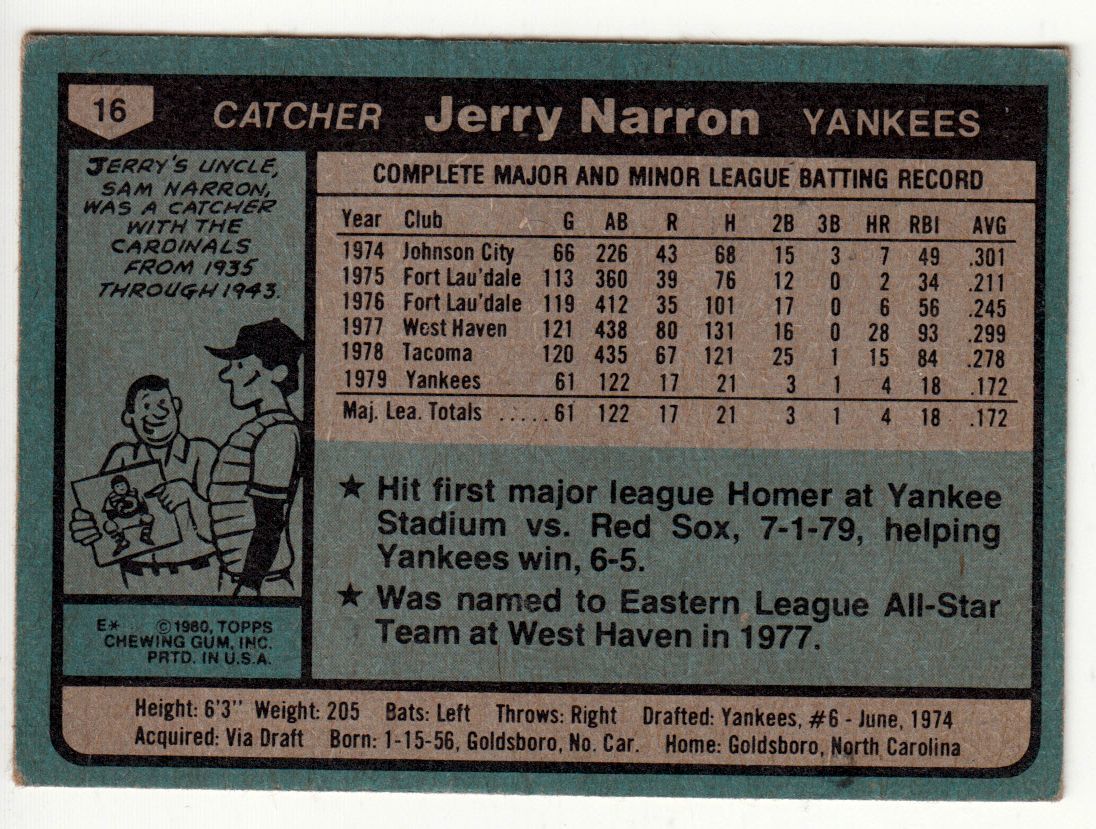 16 CATCHER Jerry Narron YANKEES
JERRY'S UNCLE,
SAM NARRON,
WAS A CATCHER
WITH THE
CARDINALS
FROM 1935
THROUGH 1943.
COMPLETE MAJOR AND MINOR LEAGUE BATTING RECORD
Year Club G AB R H 2B 3B HR RBI AVG
1974 Johnson City 66 226 43 68 15 3 7 49 .301
1975 Fort Lau'dale 113 360 39 76 12 0 2 34 .211
1976 Fort Lau'dale 119 412 35 101 17 0 6 56 .245
1977 West Haven 121 438 80 131 16 0 28 93 .299
1978 Tacoma 120 435 67 121 25 1 15 84 .278
1979 Yankees 61 122 17 21 3 1 4 18 .172
Maj. Lea. Totals .....61 122 17 21 3 1 4 18 .172
★ Hit first major league Homer at Yankee
Stadium vs. Red Sox, 7-1-79, helping
Yankees win, 6-5.
★ Was named to Eastern League All-Star
Team at West Haven in 1977.
E* ©1980, TOPPS
CHEWING GUM, INC.
PRTD. IN U.S.A.
Height: 6'3" Weight: 205 Bats: Left Throws: Right Drafted: Yankees, #6 - June, 1974
Acquired: Via Draft Born: 1-15-56, Goldsboro, No. Car. Home: Goldsboro, North Carolina